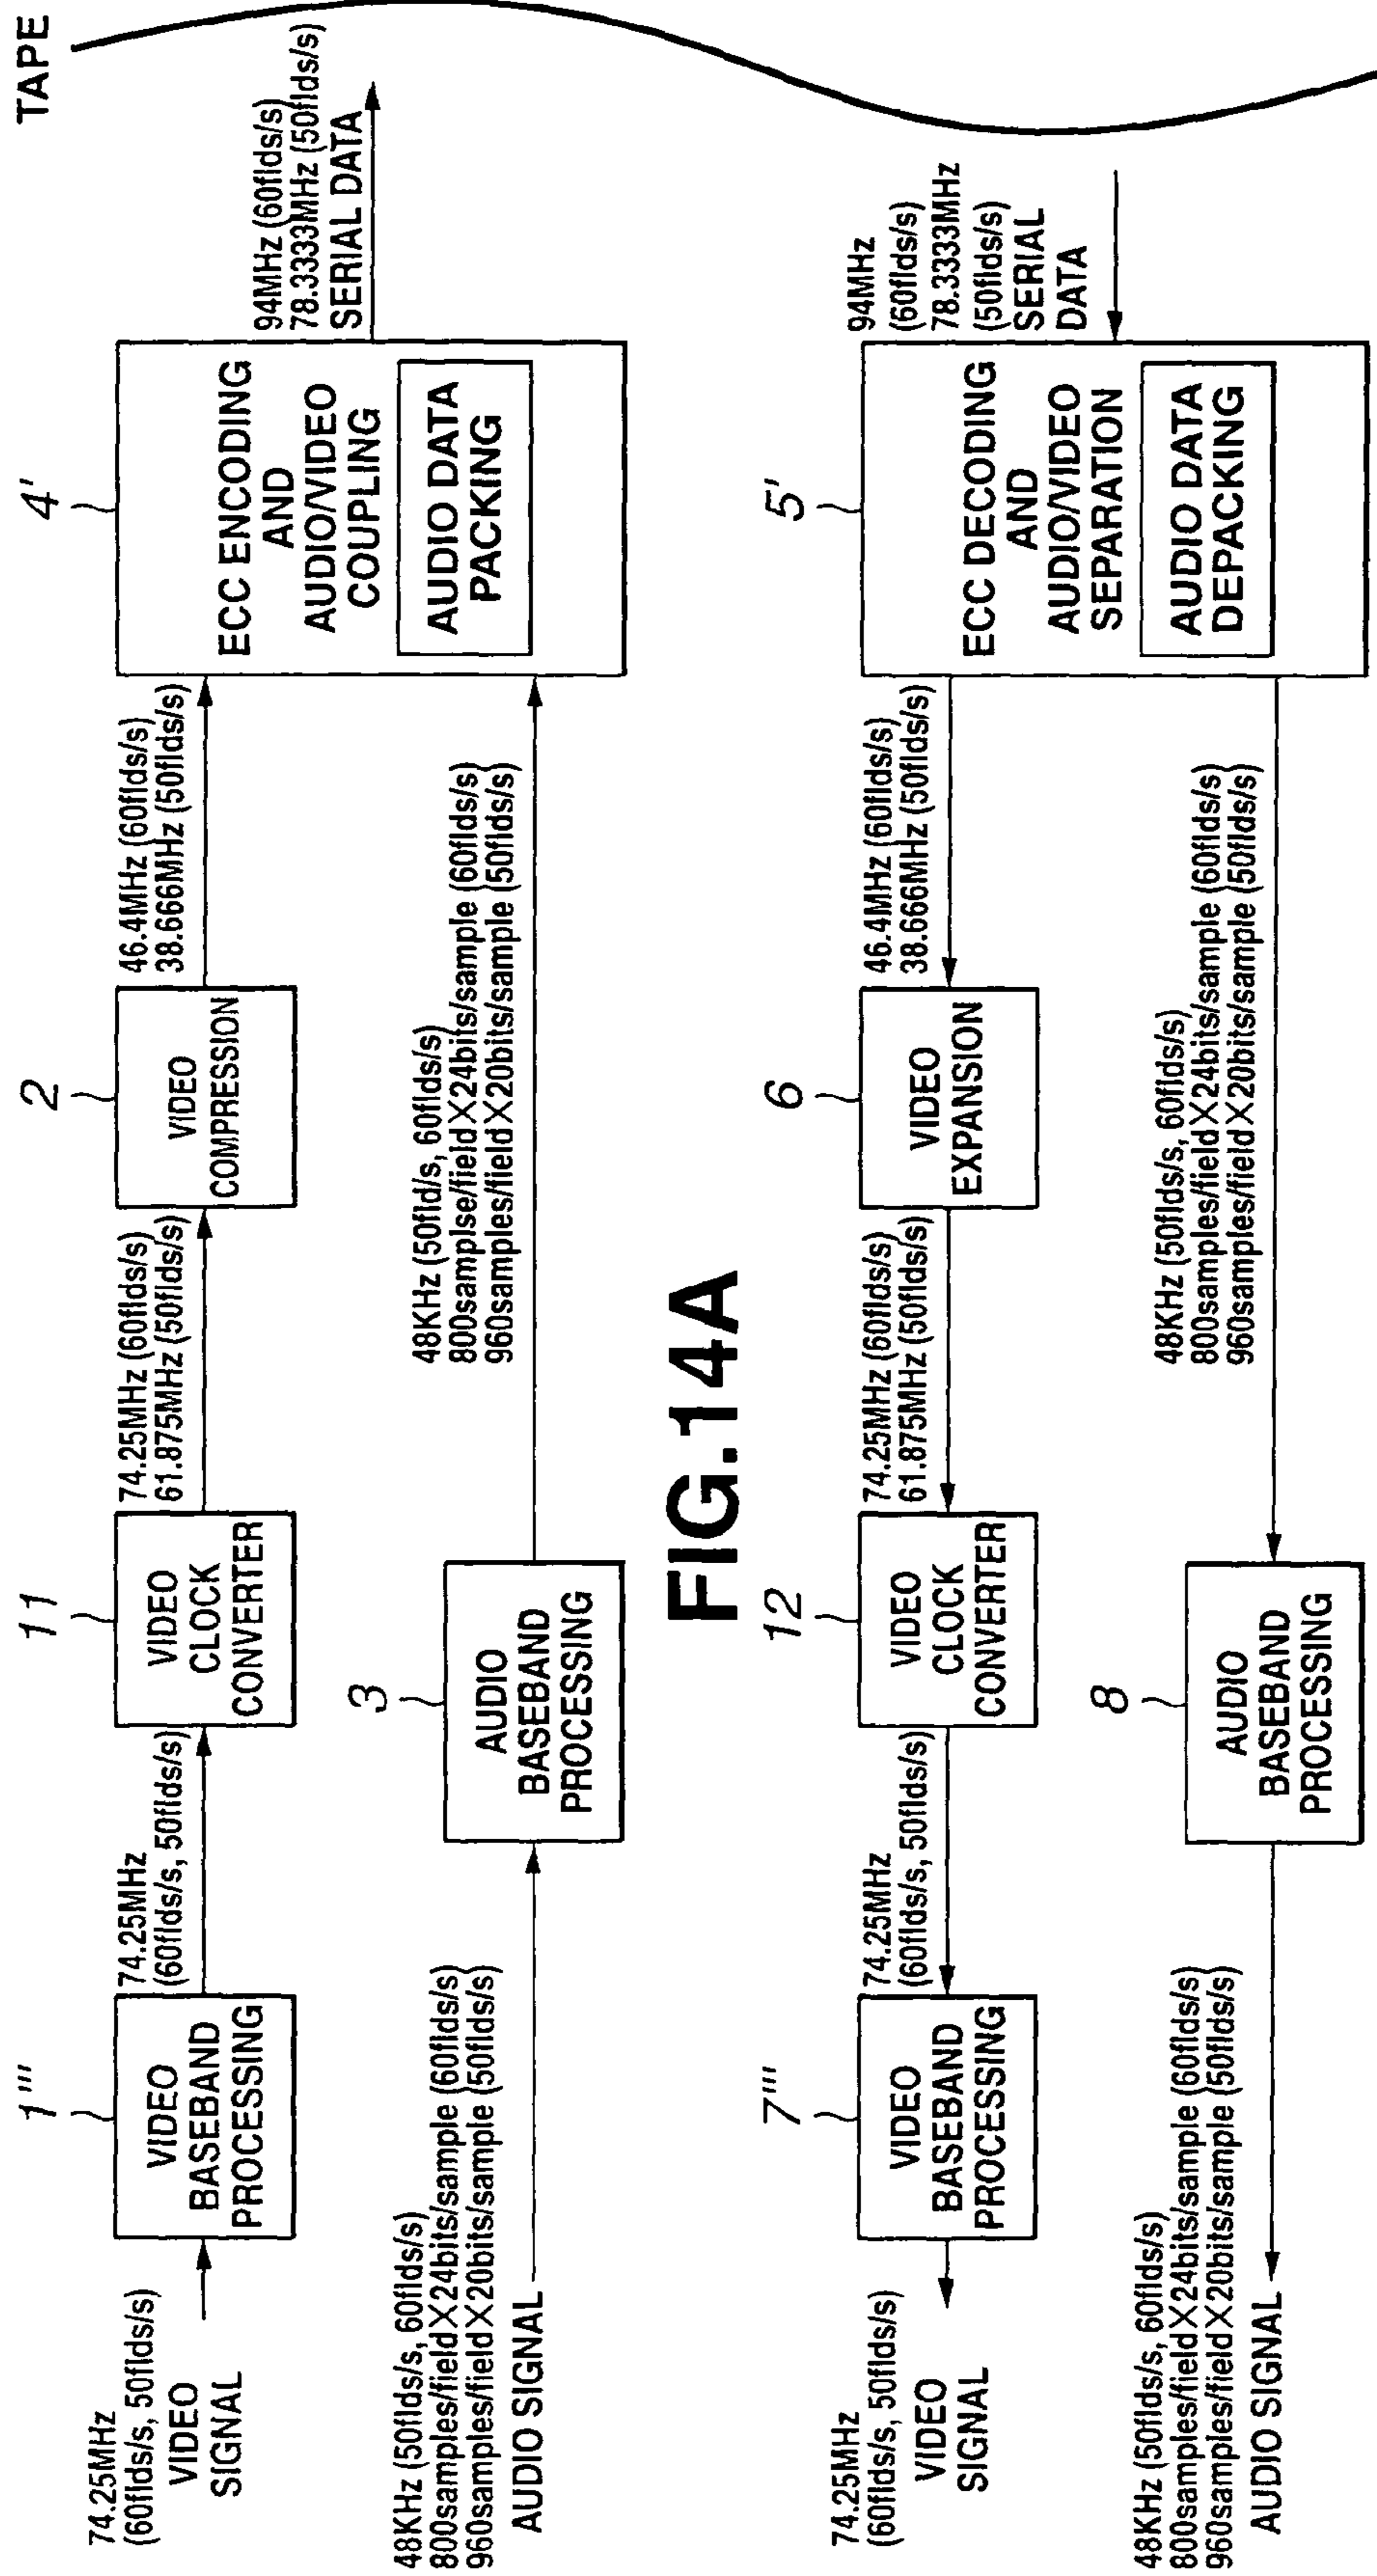 TAPE
1'''
11
2
4'
74.25MHz
(60flds/s, 50flds/s)
VIDEO
SIGNAL
VIDEO
BASEBAND
PROCESSING
74.25MHz
(60flds/s, 50flds/s)
VIDEO
CLOCK
CONVERTER
74.25MHz (60flds/s)
61.875MHz (50flds/s)
VIDEO
COMPRESSION
46.4MHz (60flds/s)
38.666MHz (50flds/s)
ECC ENCODING
AND
AUDIO/VIDEO
COUPLING
AUDIO DATA
PACKING
94MHz (60flds/s)
78.3333MHz (50flds/s)
SERIAL DATA
3
48KHz (50flds/s, 60flds/s)
800samples/field X 24bits/sample (60flds/s)
960samples/field X 20bits/sample (50flds/s)
AUDIO SIGNAL
AUDIO
BASEBAND
PROCESSING
48KHz (50fld/s, 60flds/s)
800samplse/field X 24bits/sample (60flds/s)
960samples/field X 20bits/sample (50flds/s)
FIG.14A
7'''
12
6
5'
74.25MHz
(60flds/s, 50flds/s)
VIDEO
SIGNAL
VIDEO
BASEBAND
PROCESSING
74.25MHz
(60flds/s, 50flds/s)
VIDEO
CLOCK
CONVERTER
74.25MHz (60flds/s)
61.875MHz (50flds/s)
VIDEO
EXPANSION
46.4MHz (60flds/s)
38.666MHz (50flds/s)
ECC DECODING
AND
AUDIO/VIDEO
SEPARATION
AUDIO DATA
DEPACKING
94MHz
(60flds/s)
78.3333MHz
(50flds/s)
SERIAL
DATA
8
48KHz (50flds/s, 60flds/s)
800samples/field X 24bits/sample (60flds/s)
960samples/field X 20bits/sample (50flds/s)
AUDIO SIGNAL
AUDIO
BASEBAND
PROCESSING
48KHz (50flds/s, 60flds/s)
800samples/field X 24bits/sample (60flds/s)
960samples/field X 20bits/sample (50flds/s)